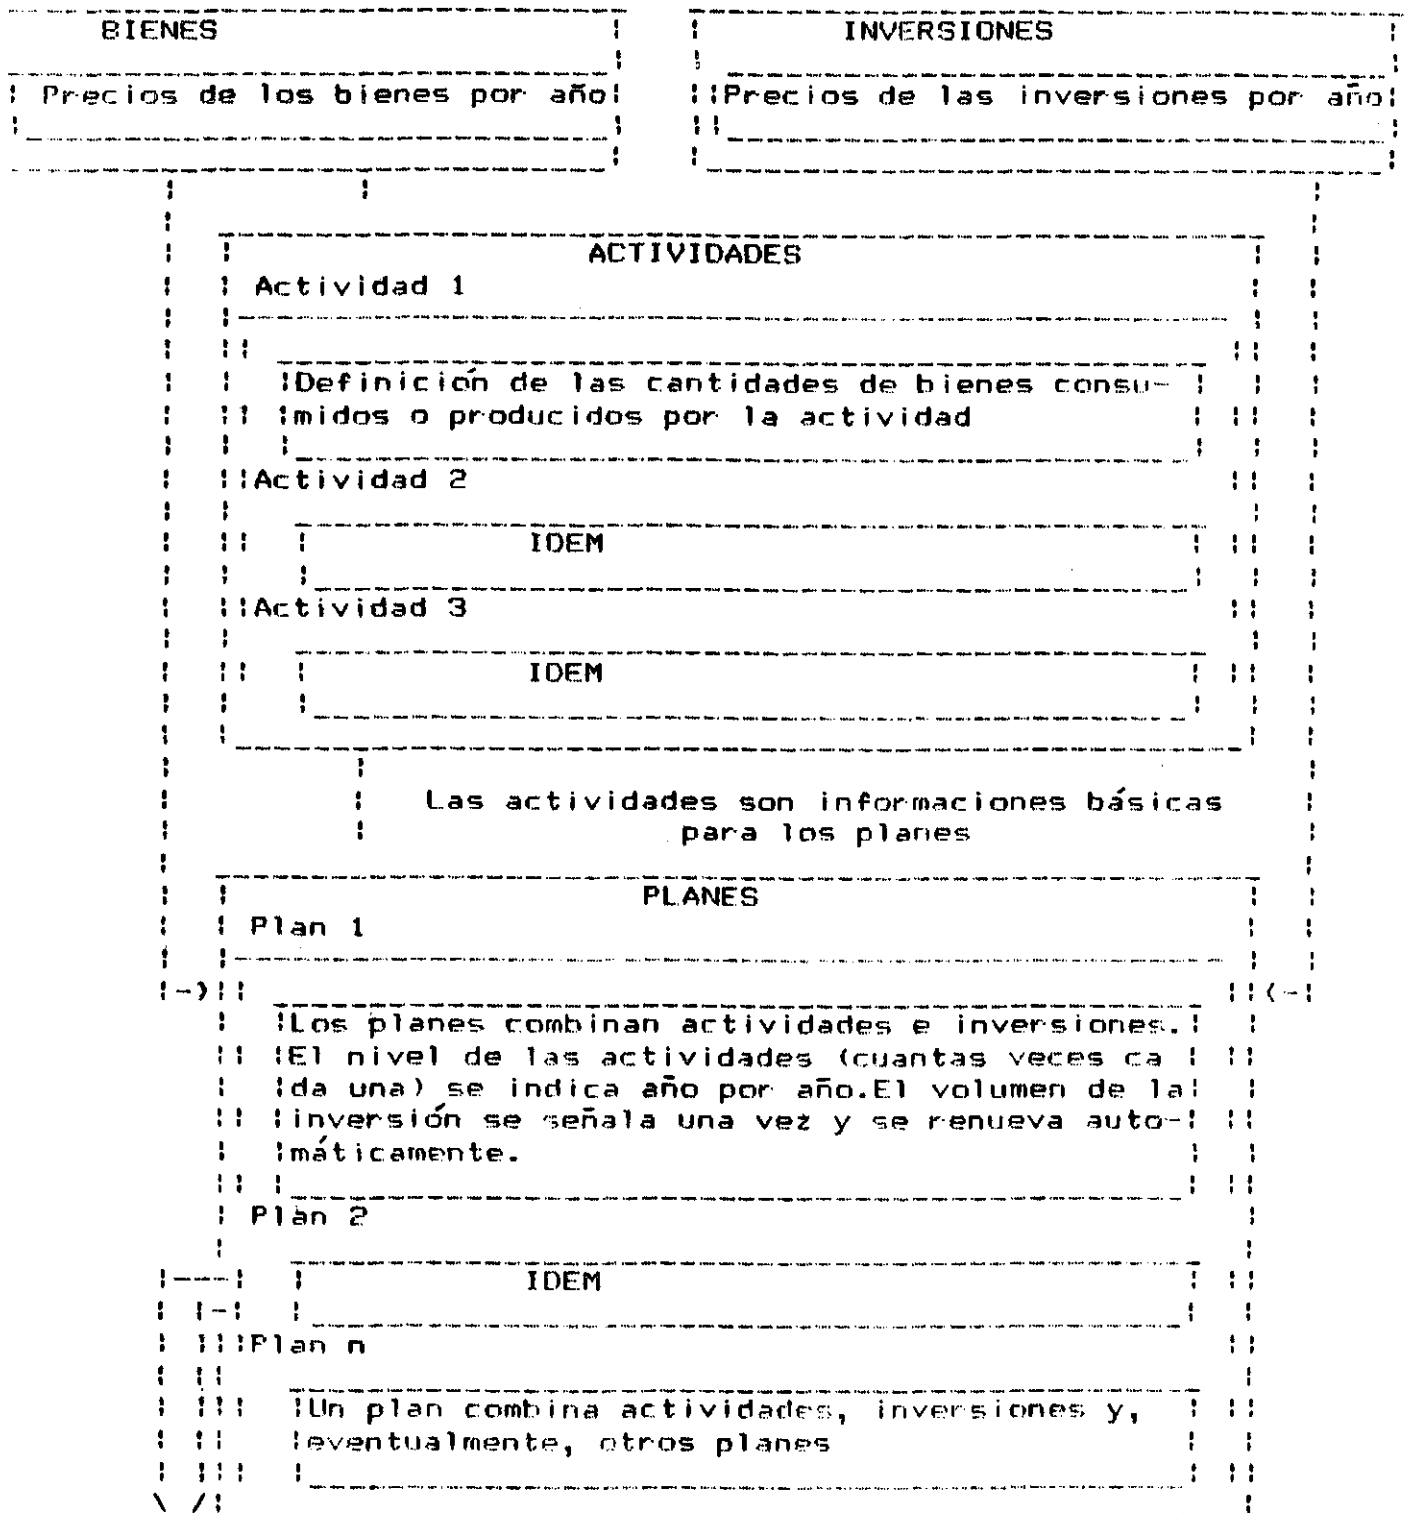 BIENES
INVERSIONES
Precios de los bienes por año
Precios de las inversiones por año
ACTIVIDADES
Actividad 1
Definición de las cantidades de bienes consu-
midos o producidos por la actividad
Actividad 2
IDEM
Actividad 3
IDEM
Las actividades son informaciones básicas
para los planes
PLANES
Plan 1
Los planes combinan actividades e inversiones.
El nivel de las actividades (cuantas veces ca
da una) se indica año por año.El volumen de la
inversión se señala una vez y se renueva auto-
máticamente.
Plan 2
IDEM
Plan n
Un plan combina actividades, inversiones y,
eventualmente, otros planes